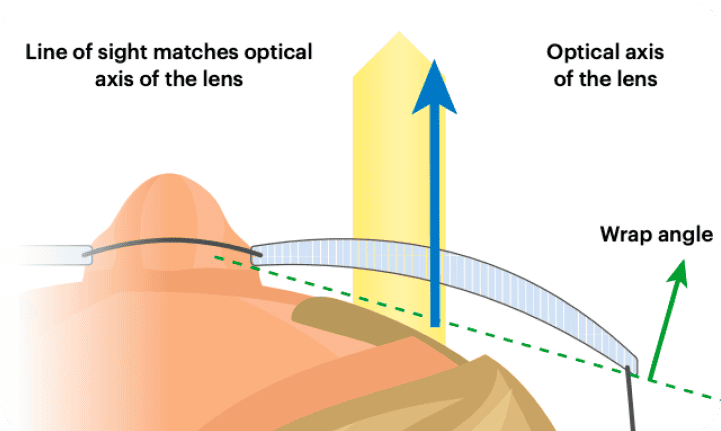 Line of sight matches optical
axis of the lens
Optical axis
of the lens
Wrap angle